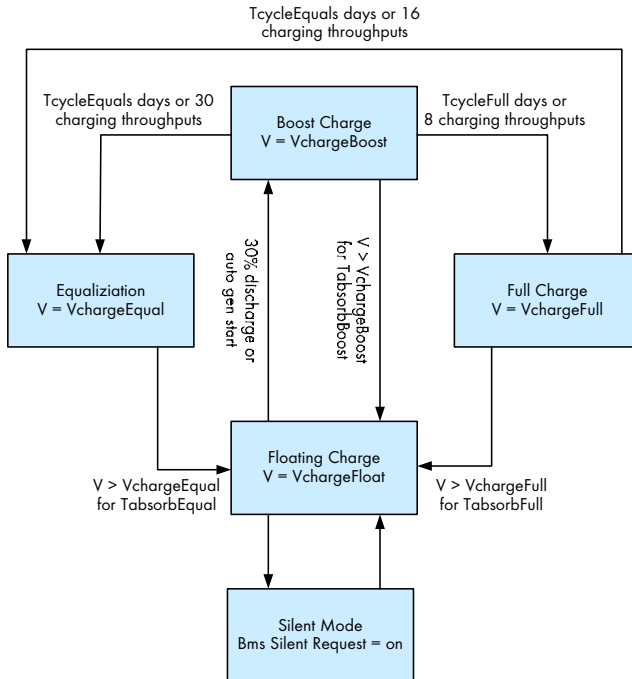 TcycleEquals days or 16
charging throughputs
TcycleEquals days or 30
charging throughputs
Boost Charge
V = VchargeBoost
TcycleFull days or
8 charging throughputs
30% discharge or
auto gen start
V > VchargeBoost
for TabsorbBoost
Equaliziation
V = VchargeEqual
Full Charge
V = VchargeFull
Floating Charge
V = VchargeFloat
V > VchargeEqual
for TabsorbEqual
V > VchargeFull
for TabsorbFull
Silent Mode
Bms Silent Request = on